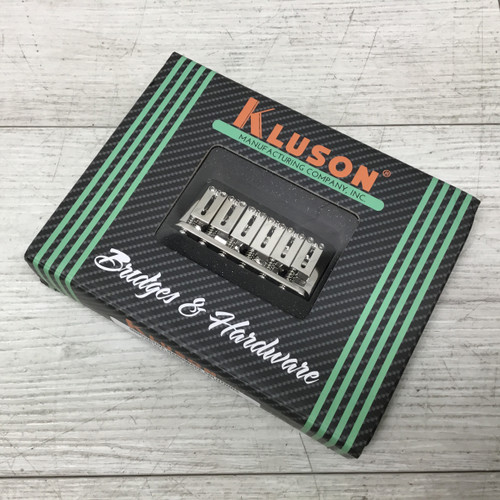 KLUSON®
MANUFACTURING COMPANY, INC.
Bridges & Hardware